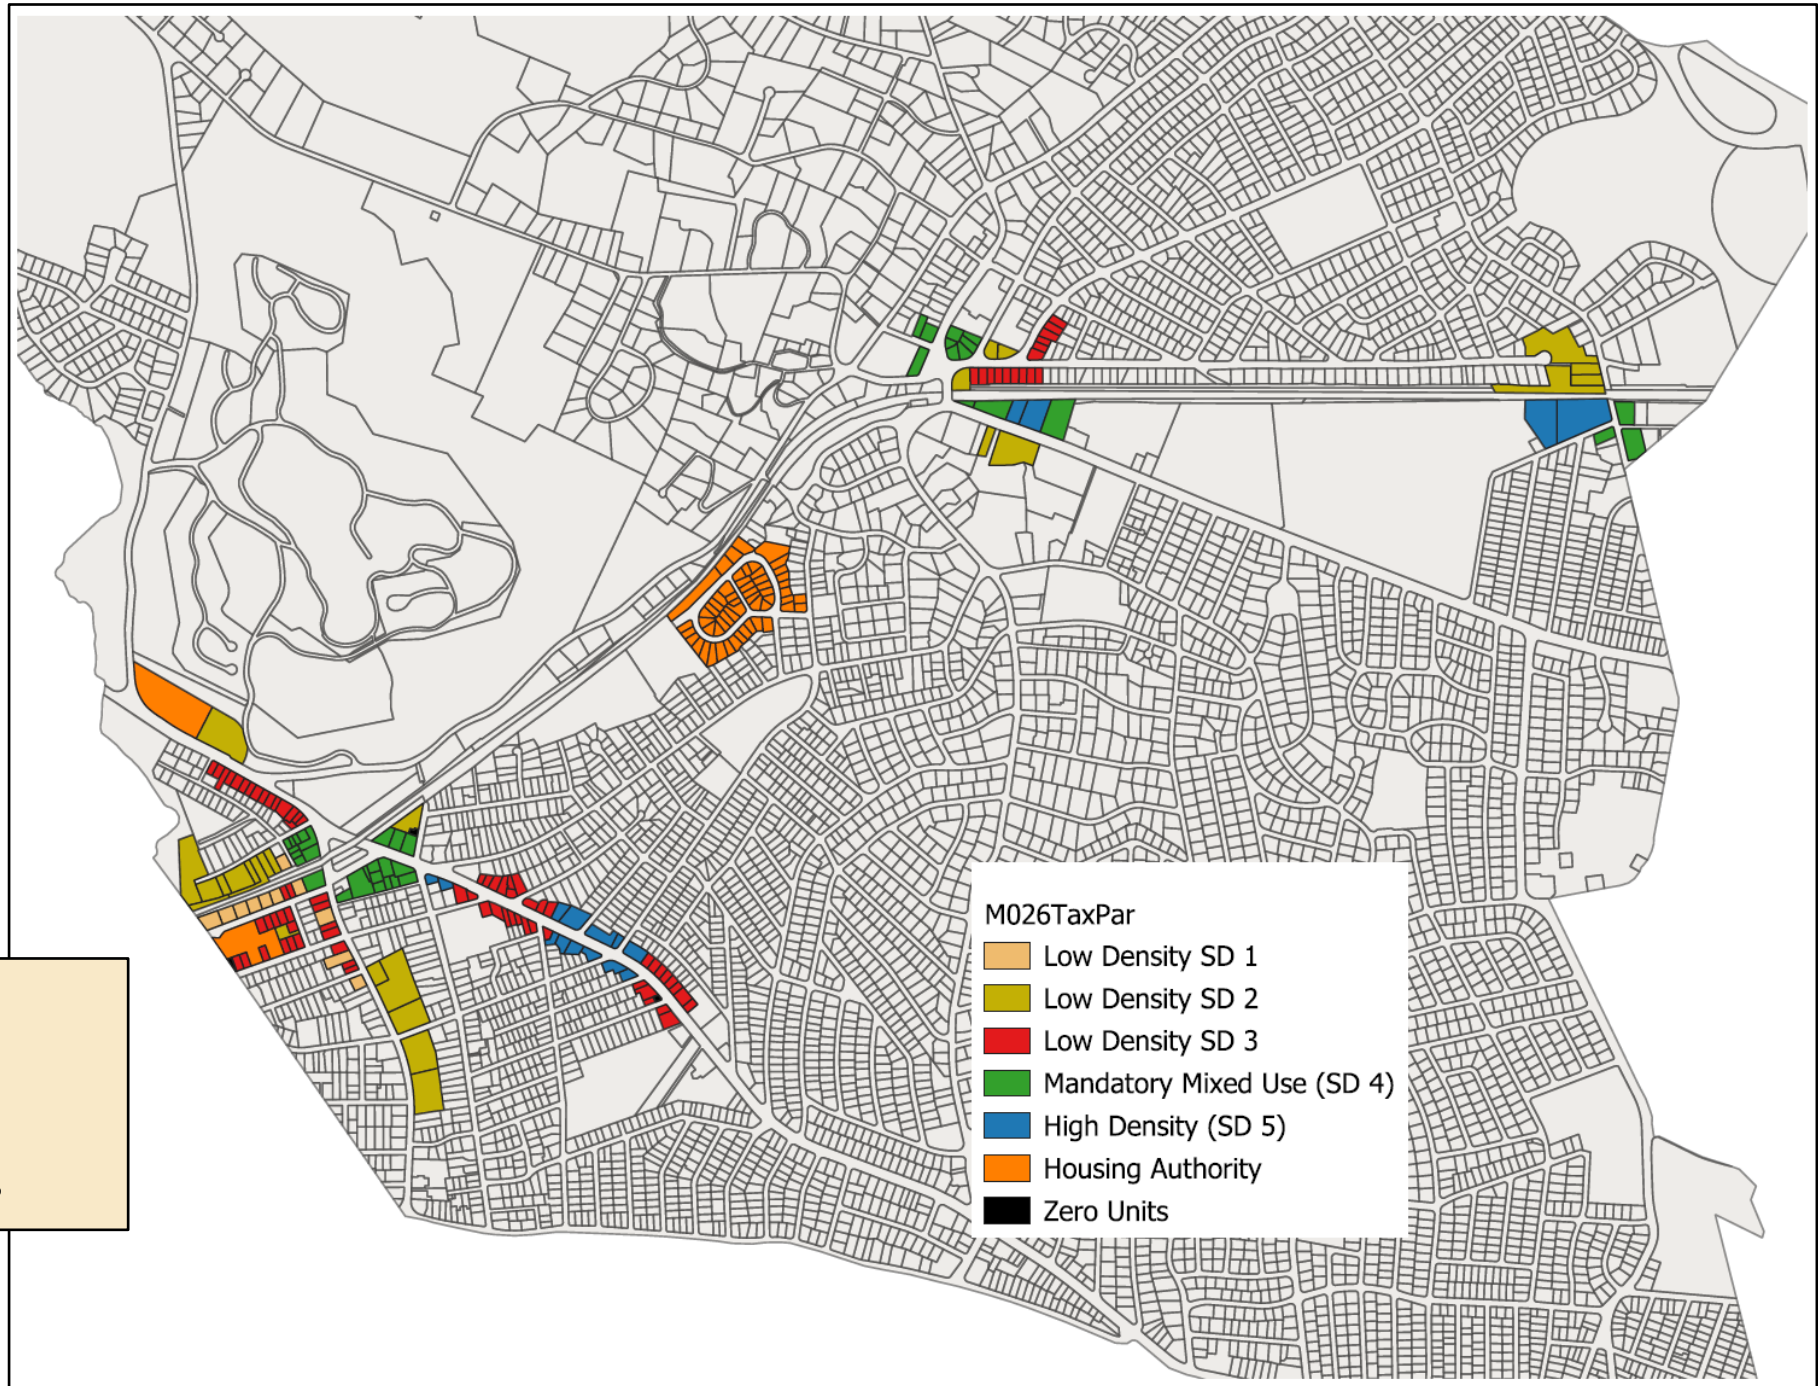 M026TaxPar
Low Density SD 1
Low Density SD 2
Low Density SD 3
Mandatory Mixed Use (SD 4)
High Density (SD 5)
Housing Authority
Zero Units